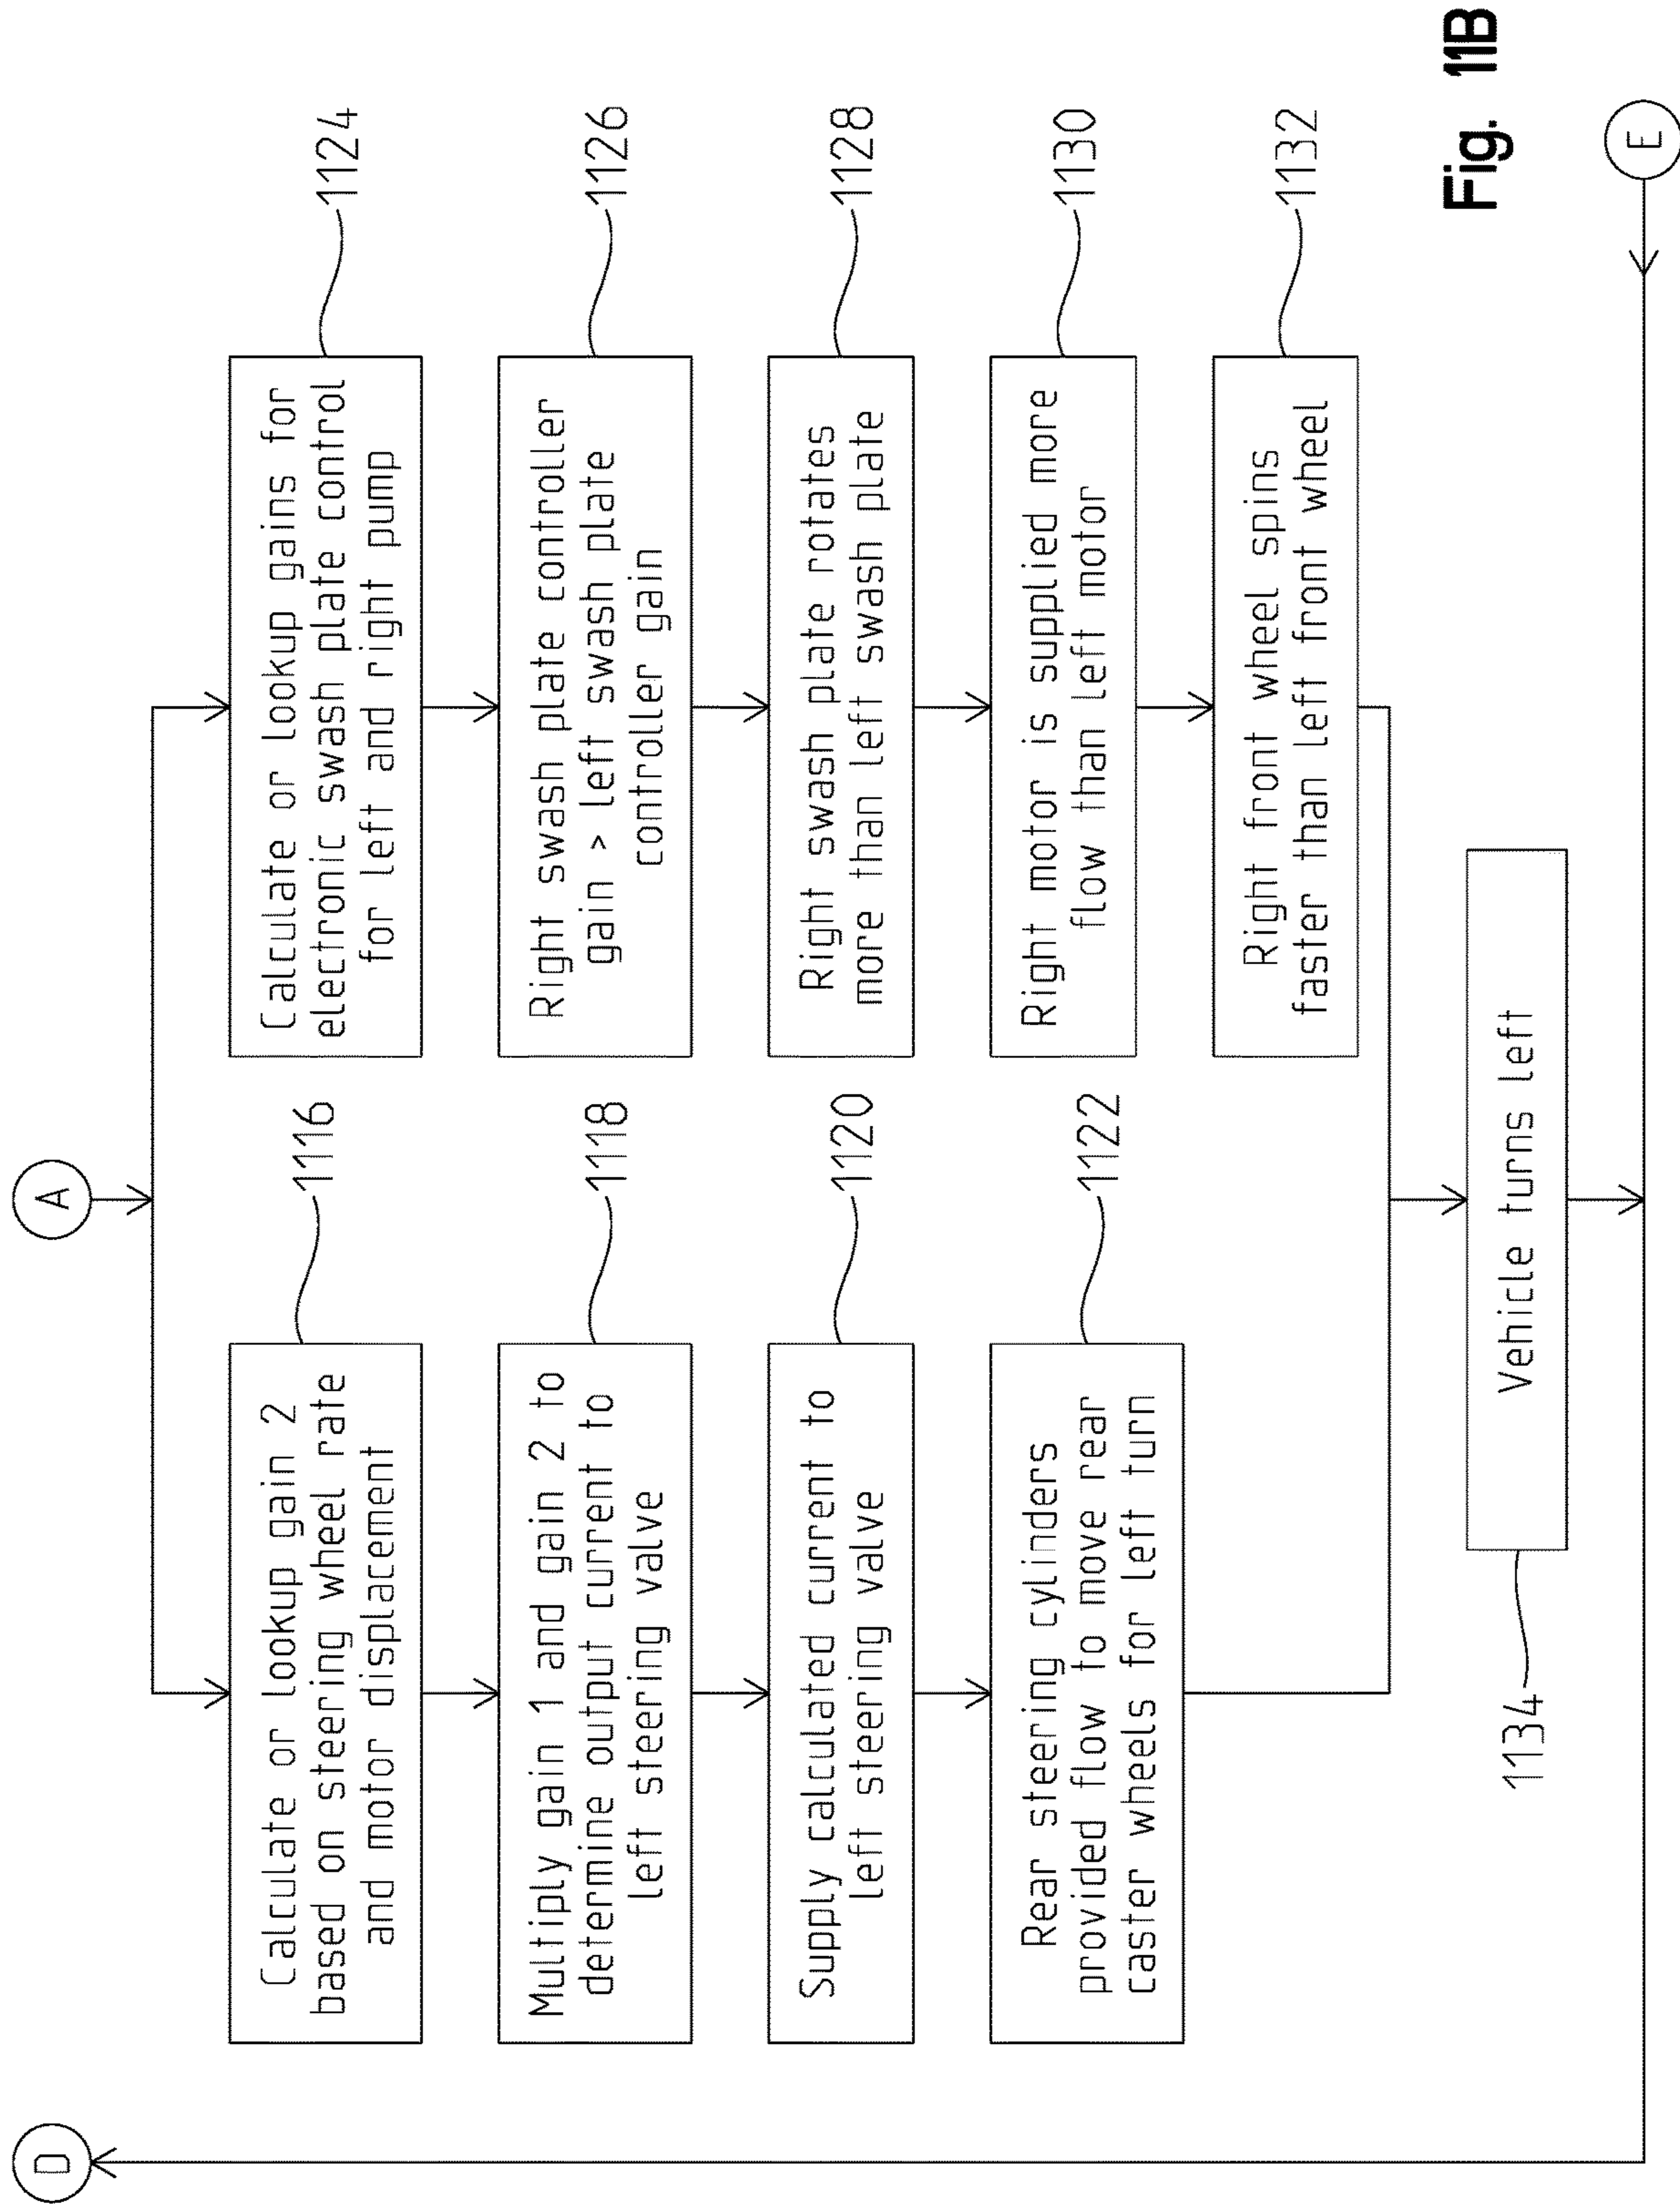 A
D
Calculate or lookup gain 2
based on steering wheel rate
and motor displacement
1116
Multiply gain 1 and gain 2 to
determine output current to
left steering valve
1118
Supply calculated current to
left steering valve
1120
Rear steering cylinders
provided flow to move rear
caster wheels for left turn
1122
Calculate or lookup gains for
electronic swash plate control
for left and right pump
1124
Right swash plate controller
gain > left swash plate
controller gain
1126
Right swash plate rotates
more than left swash plate
1128
Right motor is supplied more
flow than left motor
1130
Right front wheel spins
faster than left front wheel
1132
Vehicle turns left
1134
E
Fig. 11B